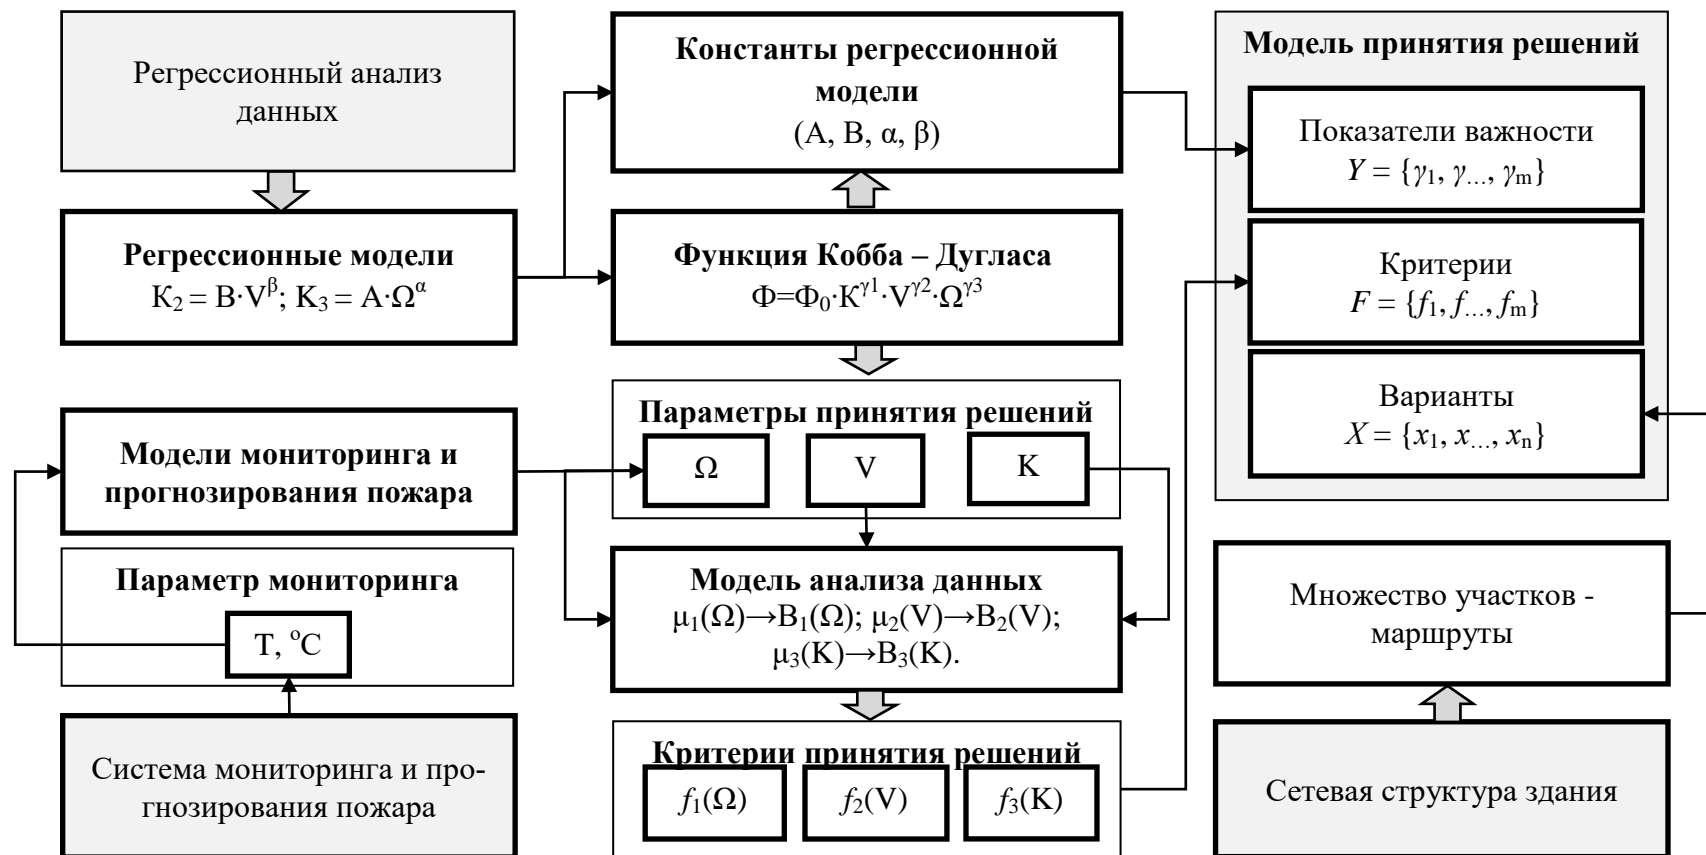 Регрессионный анализ
данных
Регрессионные модели
K₂ = B·V^β; K₃ = A·Ω^α
Модели мониторинга и
прогнозирования пожара
Параметр мониторинга
T, °C
Система мониторинга и про-
гнозирования пожара
Константы регрессионной
модели
(A, B, α, β)
Функция Кобба – Дугласа
Φ=Φ₀·K^γ1·V^γ2·Ω^γ3
Параметры принятия решений
Ω
V
K
Модель анализа данных
μ₁(Ω)→B₁(Ω); μ₂(V)→B₂(V);
μ₃(K)→B₃(K).
Критерии принятия решений
f₁(Ω)
f₂(V)
f₃(K)
Модель принятия решений
Показатели важности
Y = {γ₁, γ…, γₘ}
Критерии
F = {f₁, f…, fₘ}
Варианты
X = {x₁, x…, xₙ}
Множество участков -
маршруты
Сетевая структура здания